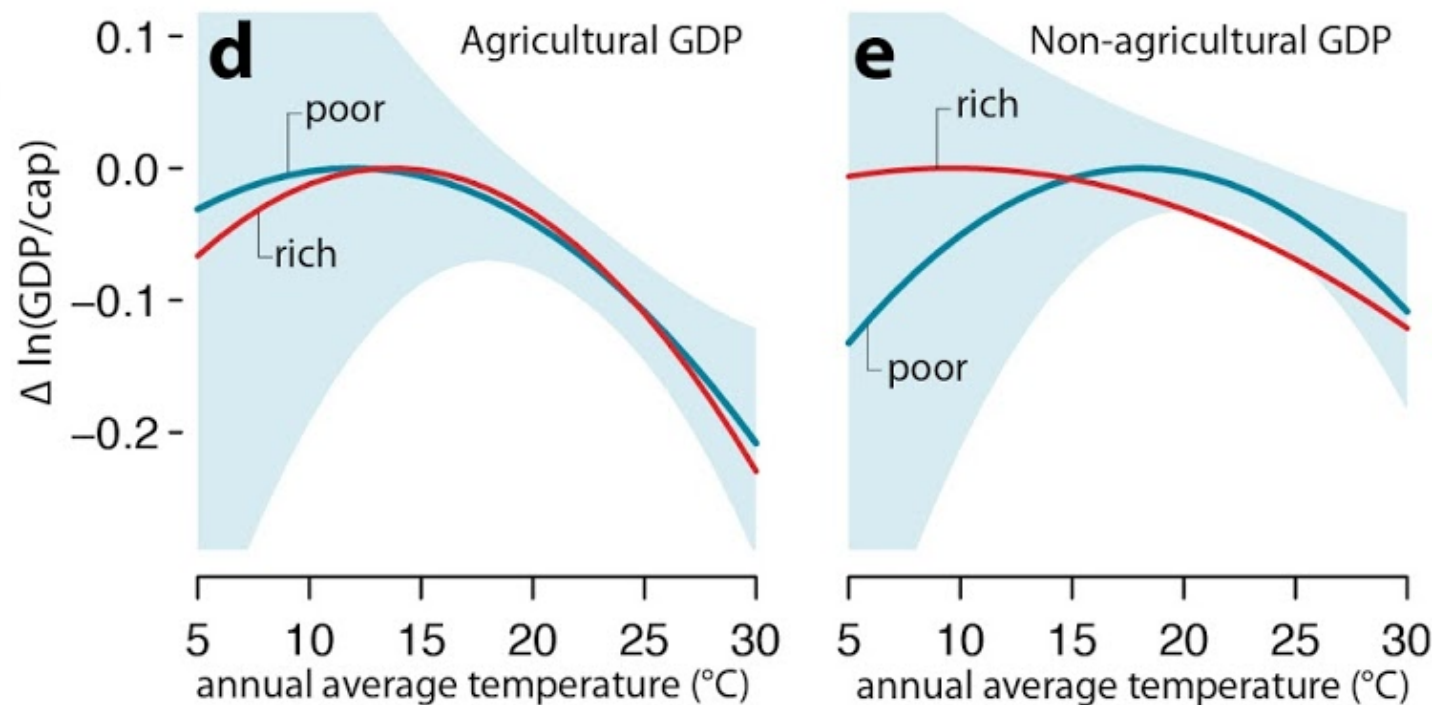 d
Agricultural GDP
poor
rich
Δ ln(GDP/cap)
0.1
0.0
−0.1
−0.2
5 10 15 20 25 30
annual average temperature (°C)
e
Non-agricultural GDP
rich
poor
5 10 15 20 25 30
annual average temperature (°C)